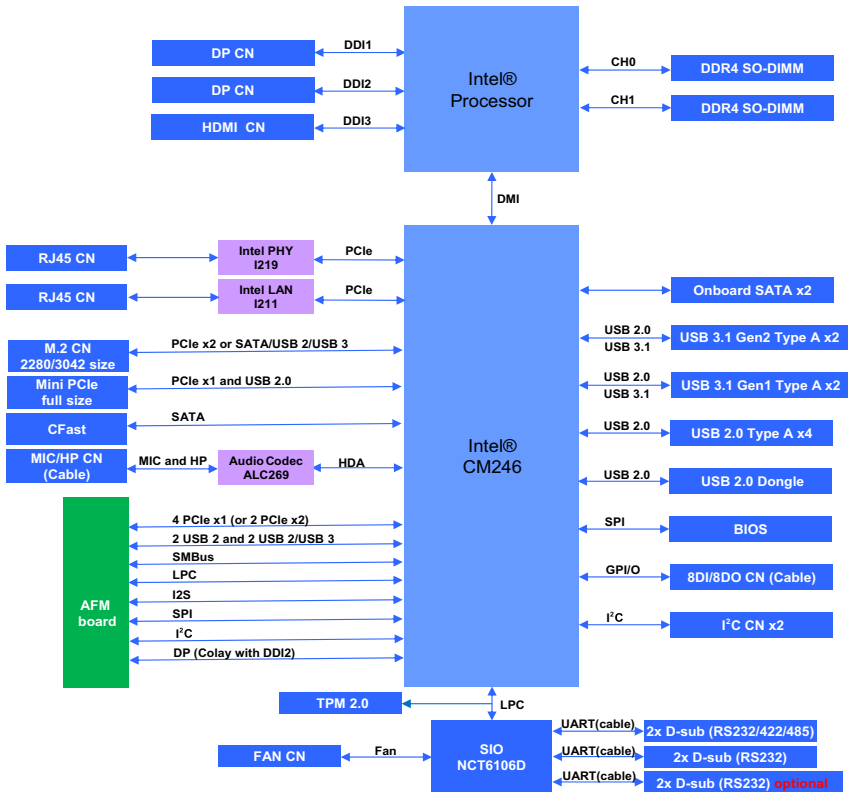 DP CN
DDI1
DP CN
DDI2
HDMI CN
DDI3
Intel®
Processor
CH0
DDR4 SO-DIMM
CH1
DDR4 SO-DIMM
DMI
RJ45 CN
Intel PHY
I219
PCIe
RJ45 CN
Intel LAN
I211
PCIe
M.2 CN
2280/3042 size
PCIe x2 or SATA/USB 2/USB 3
Mini PCIe
full size
PCIe x1 and USB 2.0
CFast
SATA
MIC/HP CN
(Cable)
MIC and HP
Audio Codec
ALC269
HDA
Intel®
CM246
Onboard SATA x2
USB 2.0
USB 3.1
USB 3.1 Gen2 Type A x2
USB 2.0
USB 3.1
USB 3.1 Gen1 Type A x2
USB 2.0
USB 2.0 Type A x4
USB 2.0
USB 2.0 Dongle
SPI
BIOS
GPI/O
8DI/8DO CN (Cable)
I²C
I²C CN x2
AFM
board
4 PCIe x1 (or 2 PCIe x2)
2 USB 2 and 2 USB 2/USB 3
SMBus
LPC
I2S
SPI
I²C
DP (Colay with DDI2)
TPM 2.0
LPC
FAN CN
Fan
SIO
NCT6106D
UART(cable)
2x D-sub (RS232/422/485)
UART(cable)
2x D-sub (RS232)
UART(cable)
2x D-sub (RS232) optional